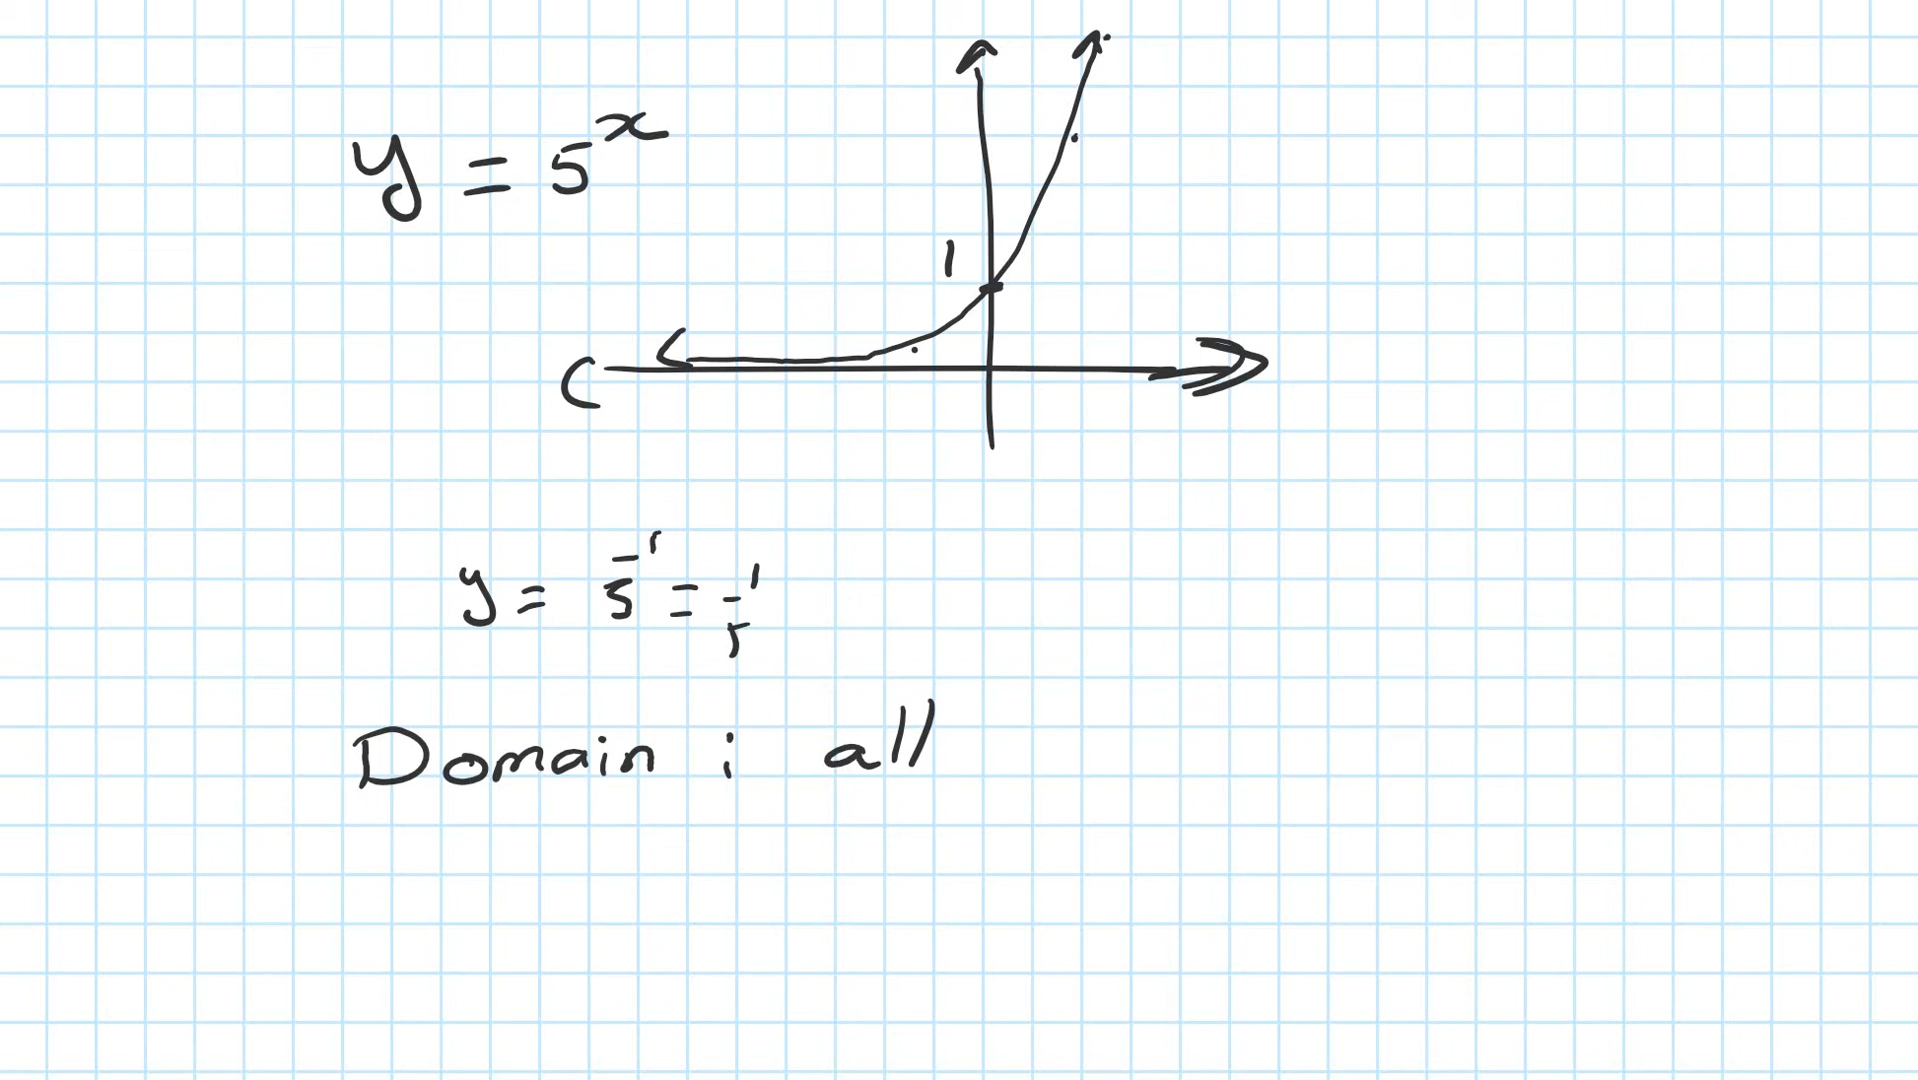 y = 5^x
1
y = 5^-1 = 1/5
Domain : all